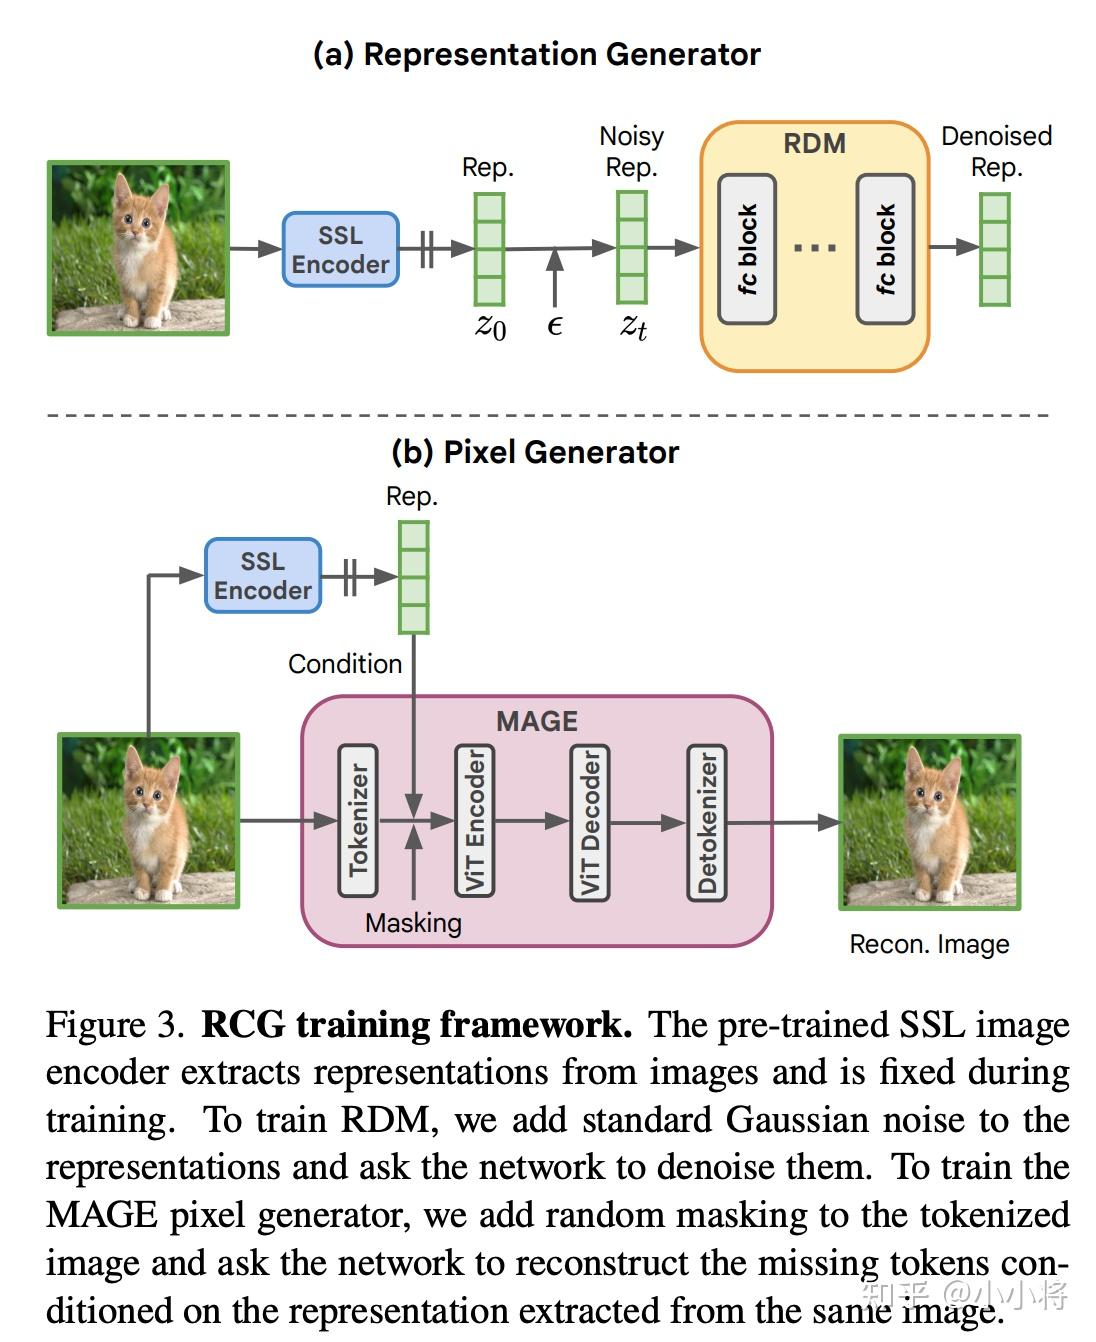 (a) Representation Generator
Noisy
Rep.
Rep.
RDM
Denoised
Rep.
SSL
Encoder
fc block
...
fc block
z0
ϵ
zt
(b) Pixel Generator
Rep.
SSL
Encoder
Condition
MAGE
Tokenizer
ViT Encoder
ViT Decoder
Detokenizer
Masking
Recon. Image
Figure 3. RCG training framework. The pre-trained SSL image
encoder extracts representations from images and is fixed during
training. To train RDM, we add standard Gaussian noise to the
representations and ask the network to denoise them. To train the
MAGE pixel generator, we add random masking to the tokenized
image and ask the network to reconstruct the missing tokens con-
ditioned on the representation extracted from the same image.
知乎 @小小将